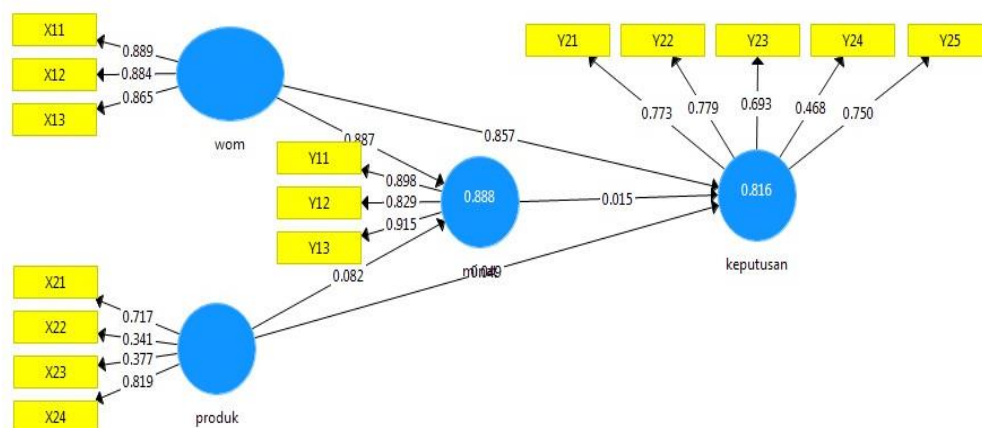 X11
X12
X13
0.889
0.884
0.865
wom
Y21
Y22
Y23
Y24
Y25
0.773
0.779
0.693
0.468
0.750
0.887
0.857
Y11
Y12
Y13
0.898
0.829
0.915
0.888
0.015
0.816
keputusan
0.082
X21
X22
X23
X24
0.717
0.341
0.377
0.819
produk